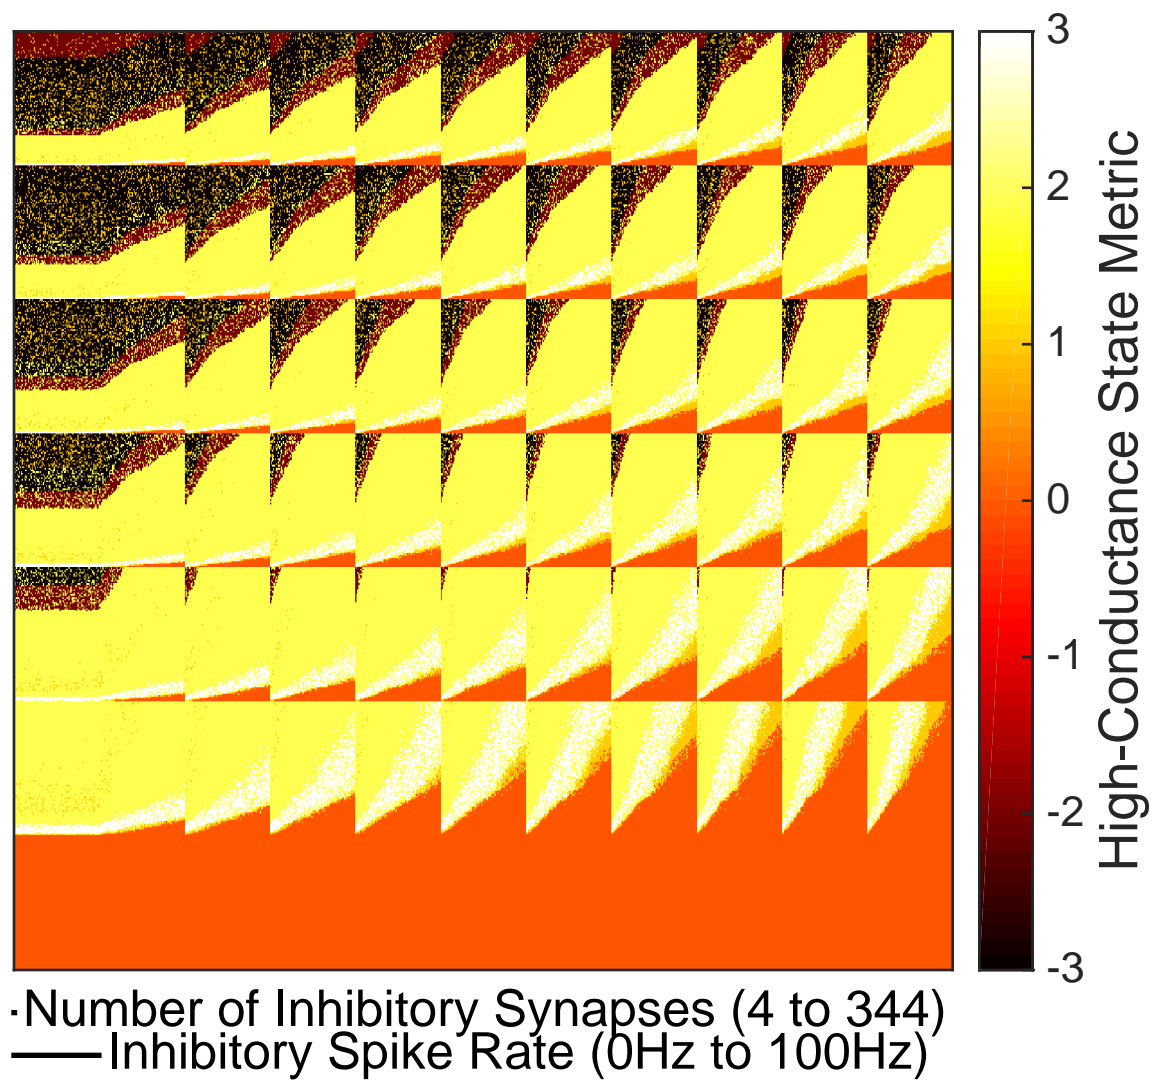 3
2
1
0
-1
-2
-3
High-Conductance State Metric
Number of Inhibitory Synapses (4 to 344)
Inhibitory Spike Rate (0Hz to 100Hz)